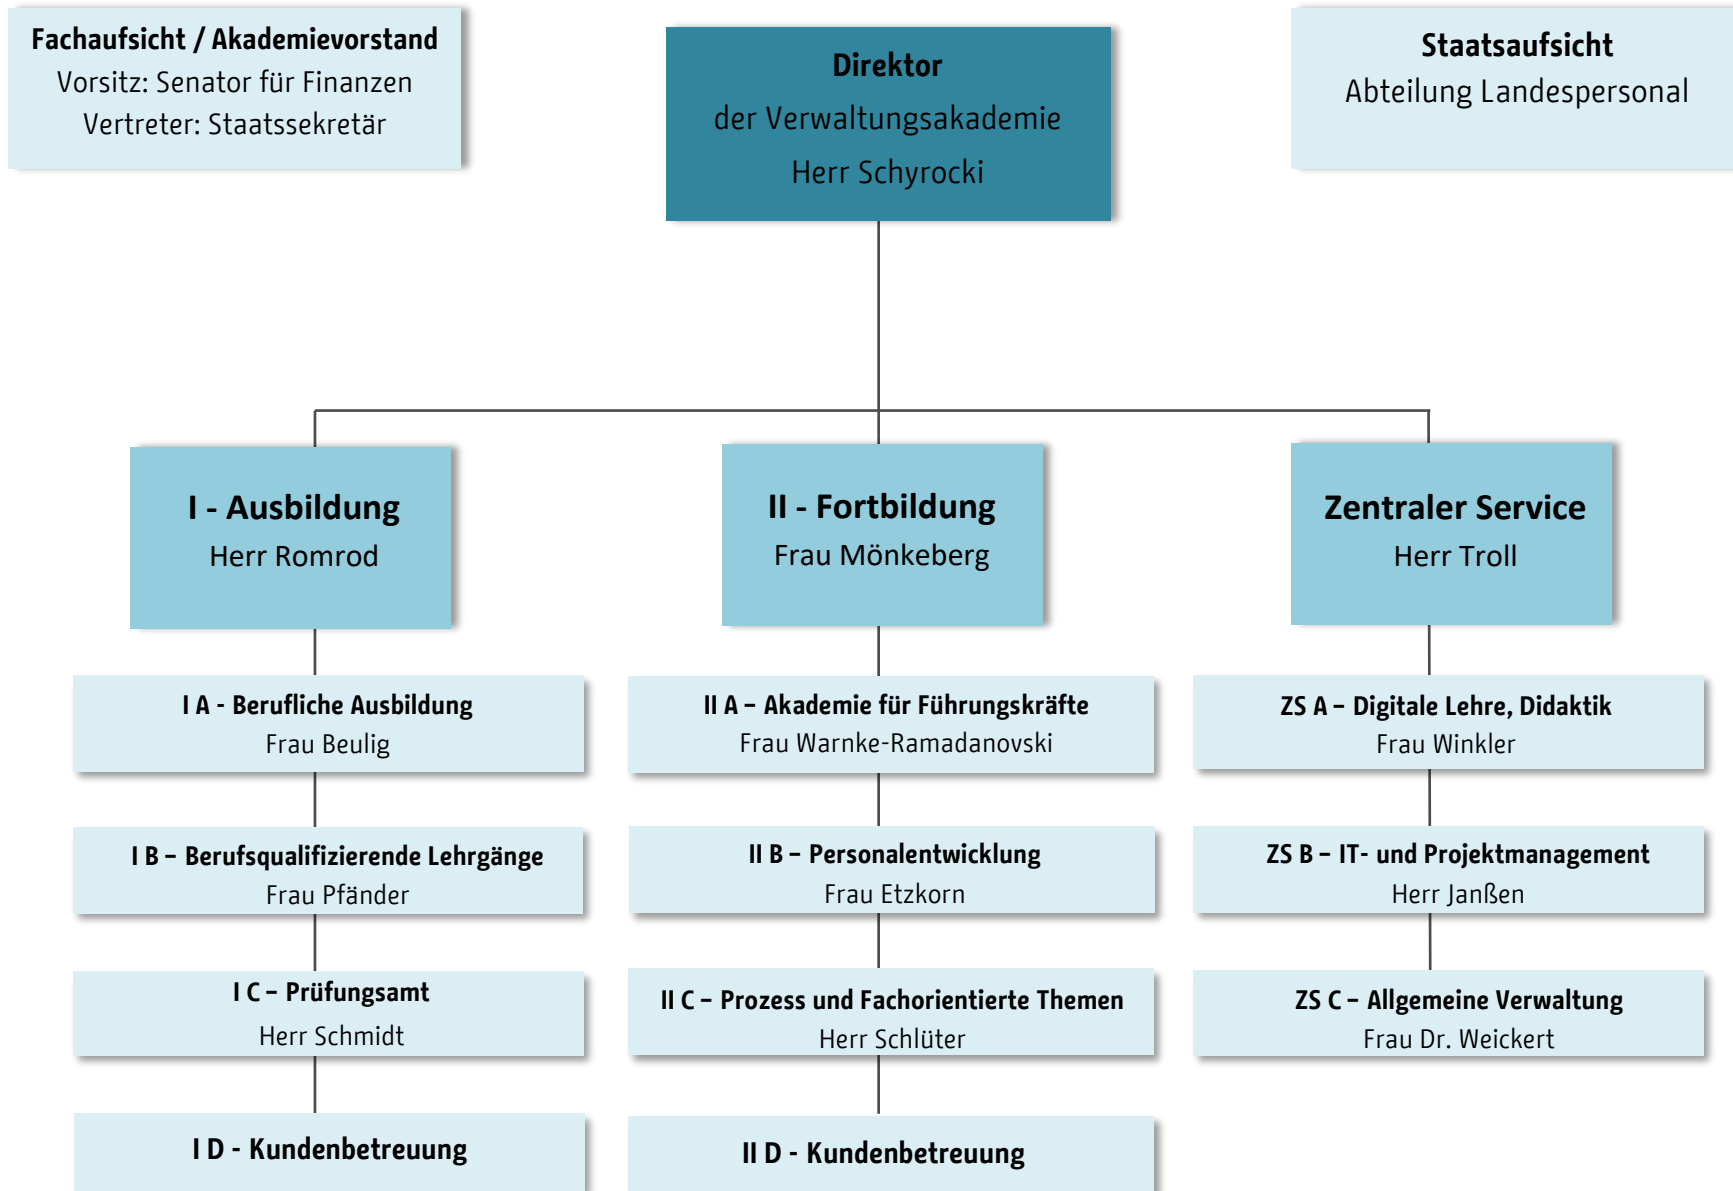 Fachaufsicht / Akademievorstand
Vorsitz: Senator für Finanzen
Vertreter: Staatssekretär
Direktor
der Verwaltungsakademie
Herr Schyrocki
Staatsaufsicht
Abteilung Landespersonal
I - Ausbildung
Herr Romrod
II - Fortbildung
Frau Mönkeberg
Zentraler Service
Herr Troll
I A - Berufliche Ausbildung
Frau Beulig
II A – Akademie für Führungskräfte
Frau Warnke-Ramadanovski
ZS A – Digitale Lehre, Didaktik
Frau Winkler
I B – Berufsqualifizierende Lehrgänge
Frau Pfänder
II B – Personalentwicklung
Frau Etzkorn
ZS B – IT- und Projektmanagement
Herr Janßen
I C – Prüfungsamt
Herr Schmidt
II C – Prozess und Fachorientierte Themen
Herr Schlüter
ZS C – Allgemeine Verwaltung
Frau Dr. Weickert
I D - Kundenbetreuung
II D - Kundenbetreuung